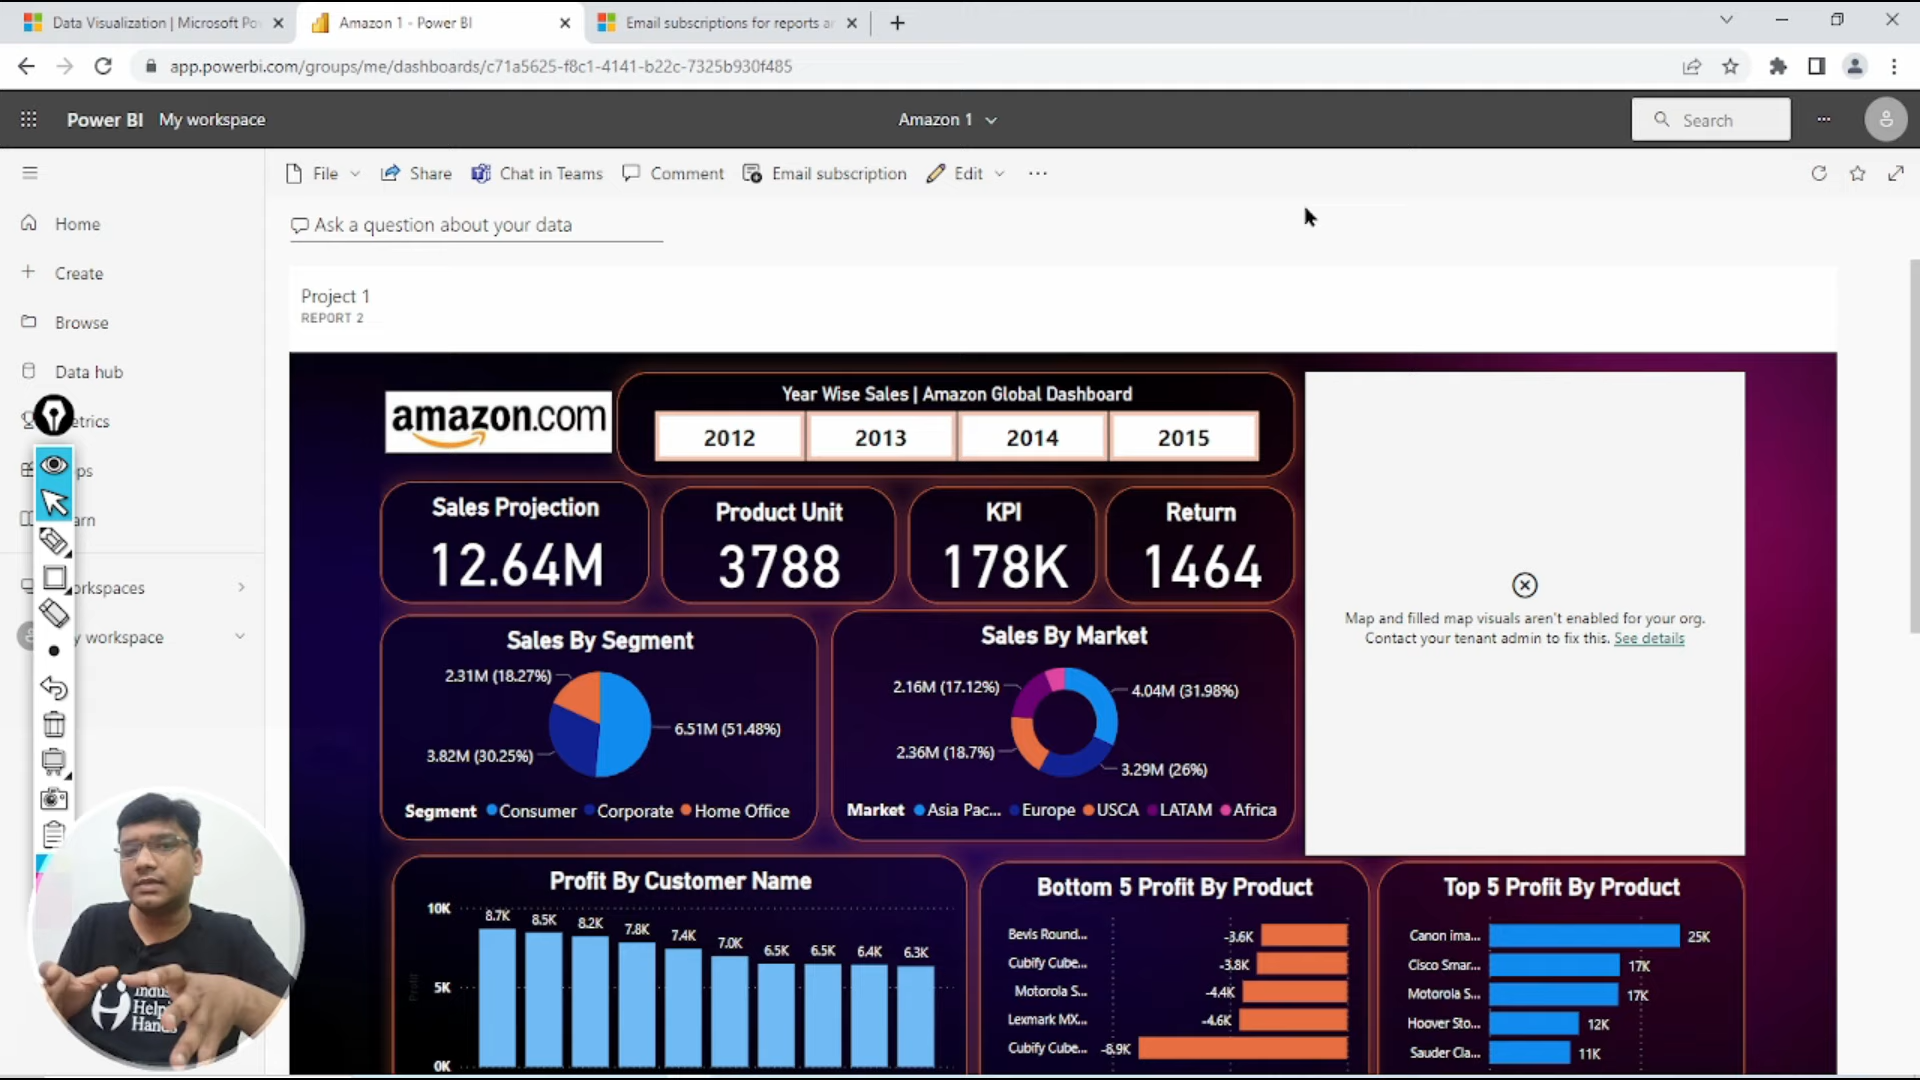 Data Visualization | Microsoft Po
Amazon 1 - Power BI
Email subscriptions for reports ar
app.powerbi.com/groups/me/dashboards/c71a5625-f8c1-4141-b22c-7325b930f485
Power BI My workspace
Amazon 1
Search
File
Share
Chat in Teams
Comment
Email subscription
Edit
Ask a question about your data
Home
Create
Browse
Data hub
etrics
ps
arn
orkspaces
y workspace
Project 1
REPORT 2
amazon.com
Year Wise Sales | Amazon Global Dashboard
2012 2013 2014 2015
Sales Projection
12.64M
Product Unit
3788
KPI
178K
Return
1464
Map and filled map visuals aren't enabled for your org.
Contact your tenant admin to fix this. See details
Sales By Segment
2.31M (18.27%)
6.51M (51.48%)
3.82M (30.25%)
Segment Consumer Corporate Home Office
Sales By Market
2.16M (17.12%)
4.04M (31.98%)
2.36M (18.7%)
3.29M (26%)
Market Asia Pac... Europe USCA LATAM Africa
Profit By Customer Name
10K
5K
0K
Profit
8.7K 8.5K 8.2K 7.8K 7.4K 7.0K 6.5K 6.5K 6.4K 6.3K
Bottom 5 Profit By Product
Bevis Round... -3.6K
Cubify Cube... -3.8K
Motorola S... -4.4K
Lexmark MX... -4.6K
Cubify Cube... -8.9K
Top 5 Profit By Product
Canon ima... 25K
Cisco Smar... 17K
Motorola S... 17K
Hoover Sto... 12K
Sauder Cla... 11K
Indus
Help
Hands